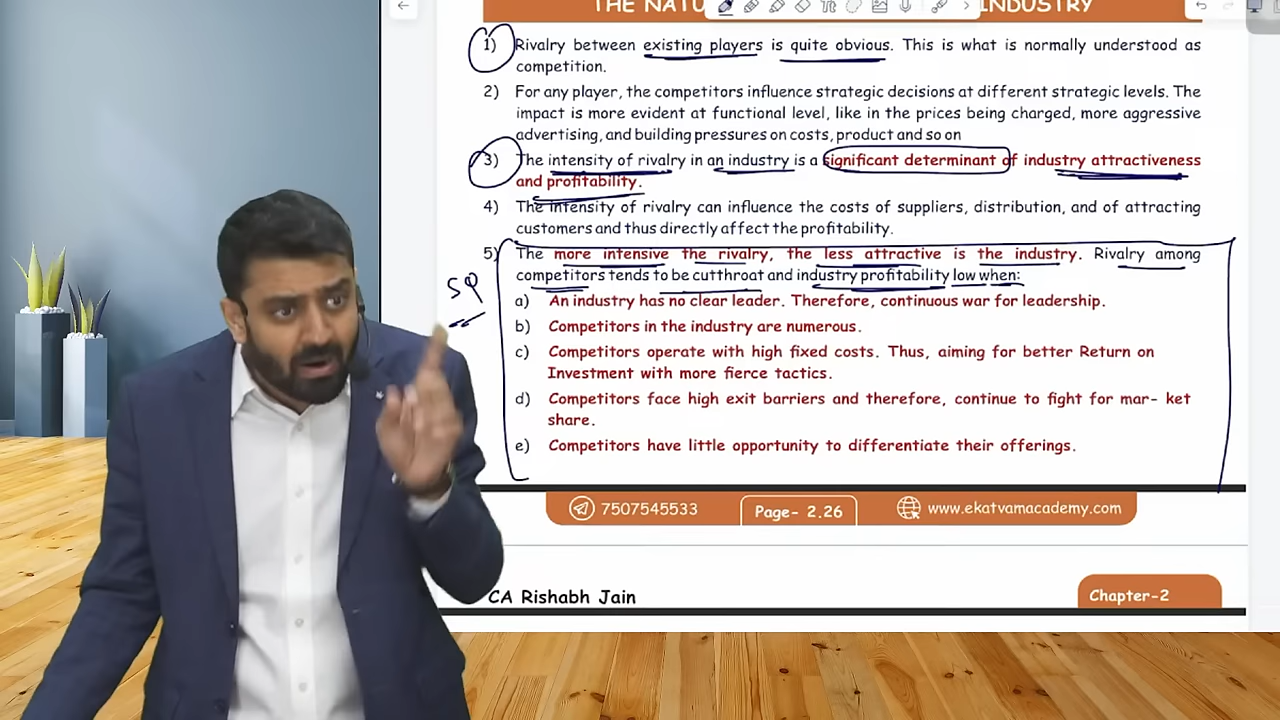 THE NATU
INDUSTRY
1) Rivalry between existing players is quite obvious. This is what is normally understood as
competition.
2) For any player, the competitors influence strategic decisions at different strategic levels. The
impact is more evident at functional level, like in the prices being charged, more aggressive
advertising, and building pressures on costs, product and so on
3) The intensity of rivalry in an industry is a significant determinant of industry attractiveness
and profitability.
4) The intensity of rivalry can influence the costs of suppliers, distribution, and of attracting
customers and thus directly affect the profitability.
5) The more intensive the rivalry, the less attractive is the industry. Rivalry among
competitors tends to be cutthroat and industry profitability low when:
SQ
a) An industry has no clear leader. Therefore, continuous war for leadership.
b) Competitors in the industry are numerous.
c) Competitors operate with high fixed costs. Thus, aiming for better Return on
Investment with more fierce tactics.
d) Competitors face high exit barriers and therefore, continue to fight for mar- ket
share.
e) Competitors have little opportunity to differentiate their offerings.
7507545533
Page- 2.26
www.ekatvamacademy.com
CA Rishabh Jain
Chapter-2